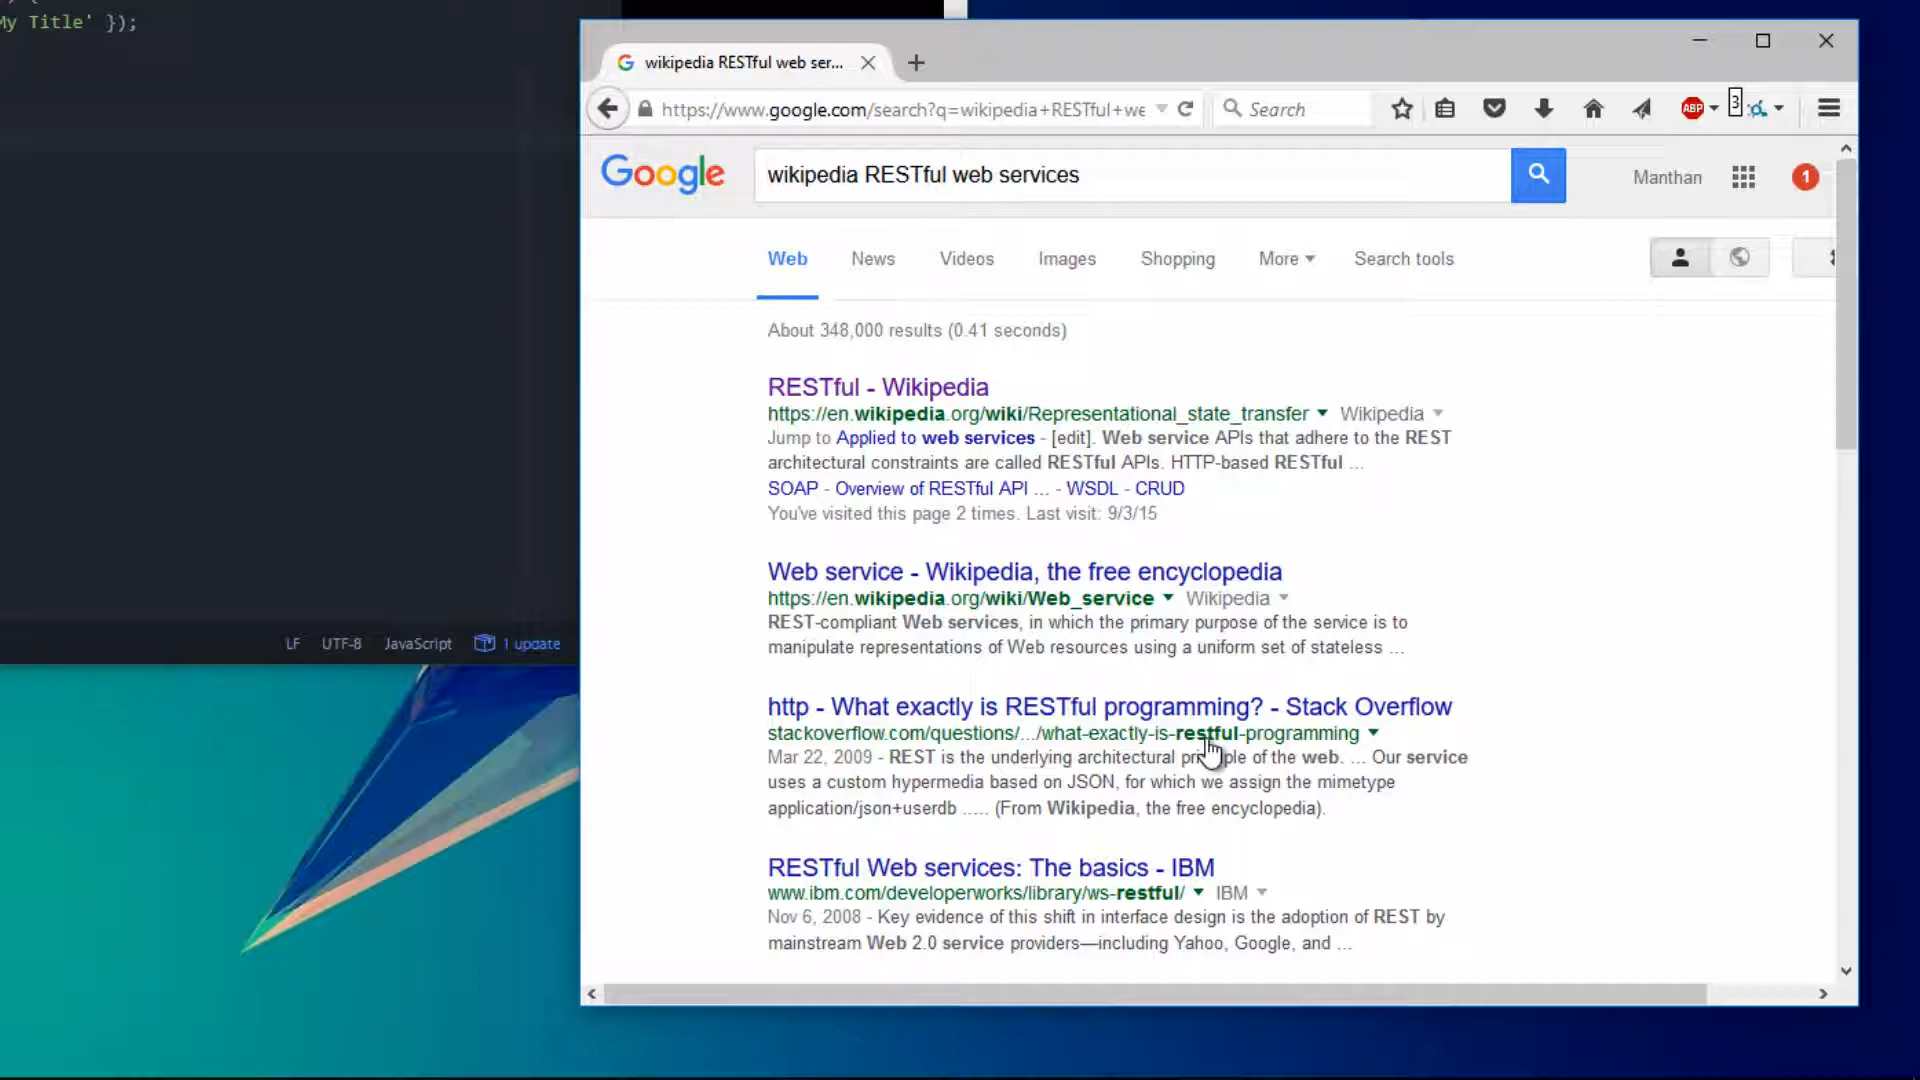 My Title' });
wikipedia RESTful web ser...
https://www.google.com/search?q=wikipedia+RESTful+we
Search
ABP
3
Google
wikipedia RESTful web services
Manthan
1
Web News Videos Images Shopping More Search tools
About 348,000 results (0.41 seconds)
RESTful - Wikipedia
https://en.wikipedia.org/wiki/Representational_state_transfer Wikipedia
Jump to Applied to web services - [edit]. Web service APIs that adhere to the REST
architectural constraints are called RESTful APIs. HTTP-based RESTful ...
SOAP - Overview of RESTful API ... - WSDL - CRUD
You've visited this page 2 times. Last visit: 9/3/15
Web service - Wikipedia, the free encyclopedia
https://en.wikipedia.org/wiki/Web_service Wikipedia
REST-compliant Web services, in which the primary purpose of the service is to
manipulate representations of Web resources using a uniform set of stateless ...
http - What exactly is RESTful programming? - Stack Overflow
stackoverflow.com/questions/.../what-exactly-is-restful-programming
Mar 22, 2009 - REST is the underlying architectural principle of the web. ... Our service
uses a custom hypermedia based on JSON, for which we assign the mimetype
application/json+userdb ..... (From Wikipedia, the free encyclopedia).
RESTful Web services: The basics - IBM
www.ibm.com/developerworks/library/ws-restful/ IBM
Nov 6, 2008 - Key evidence of this shift in interface design is the adoption of REST by
mainstream Web 2.0 service providers—including Yahoo, Google, and ...
LF UTF-8 JavaScript 1 update